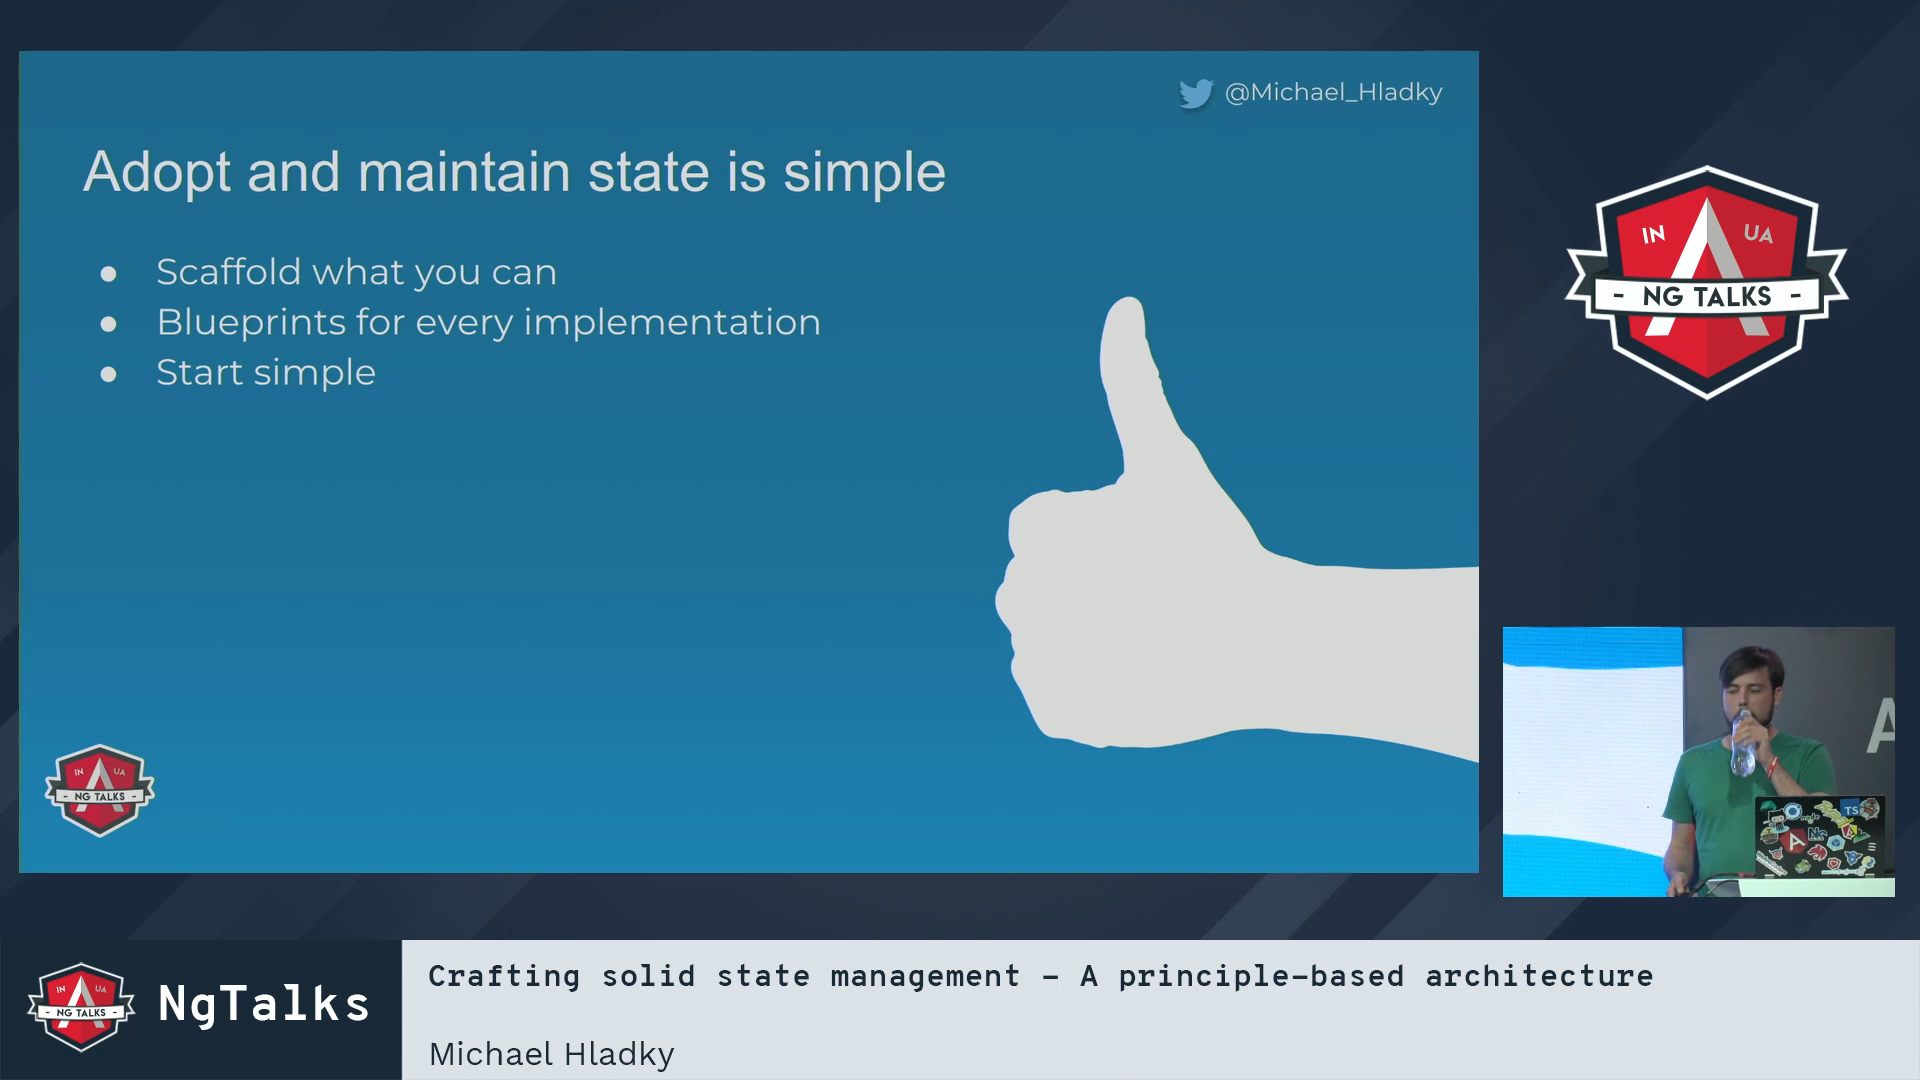 @Michael_Hladky
Adopt and maintain state is simple
● Scaffold what you can
● Blueprints for every implementation
● Start simple
IN UA
- NG TALKS -
IN UA
- NG TALKS -
A
TS
node
A
IN UA
- NG TALKS -
NgTalks
Crafting solid state management – A principle-based architecture
Michael Hladky